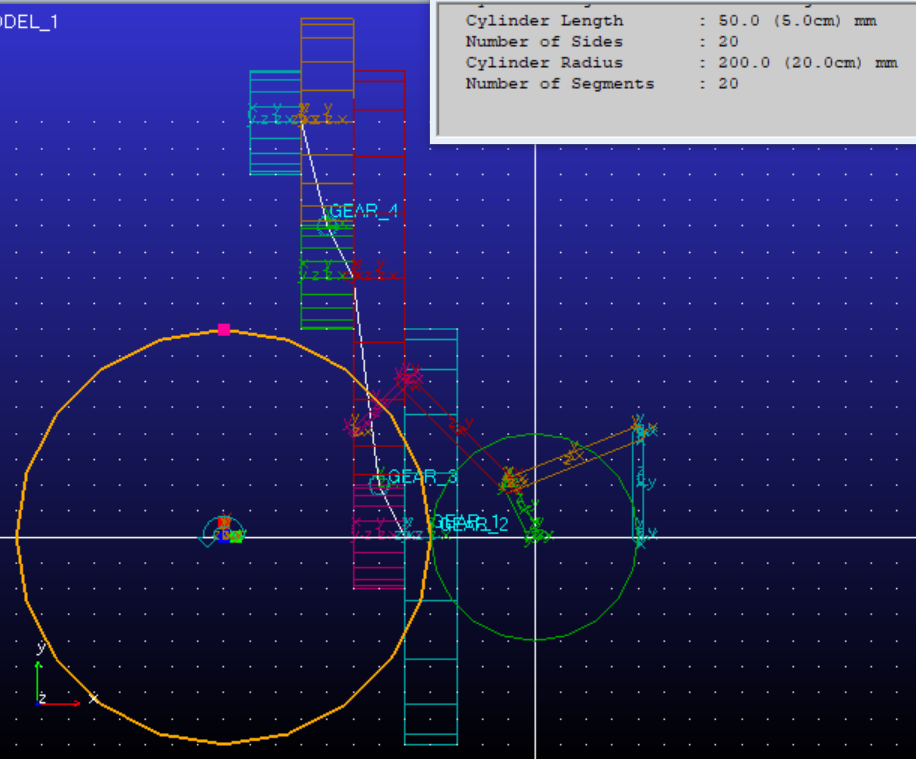 DEL_1
Cylinder Length : 50.0 (5.0cm) mm
Number of Sides : 20
Cylinder Radius : 200.0 (20.0cm) mm
Number of Segments : 20
GEAR_4
GEAR_3
GEAR_1
GEAR_2
y
z
x